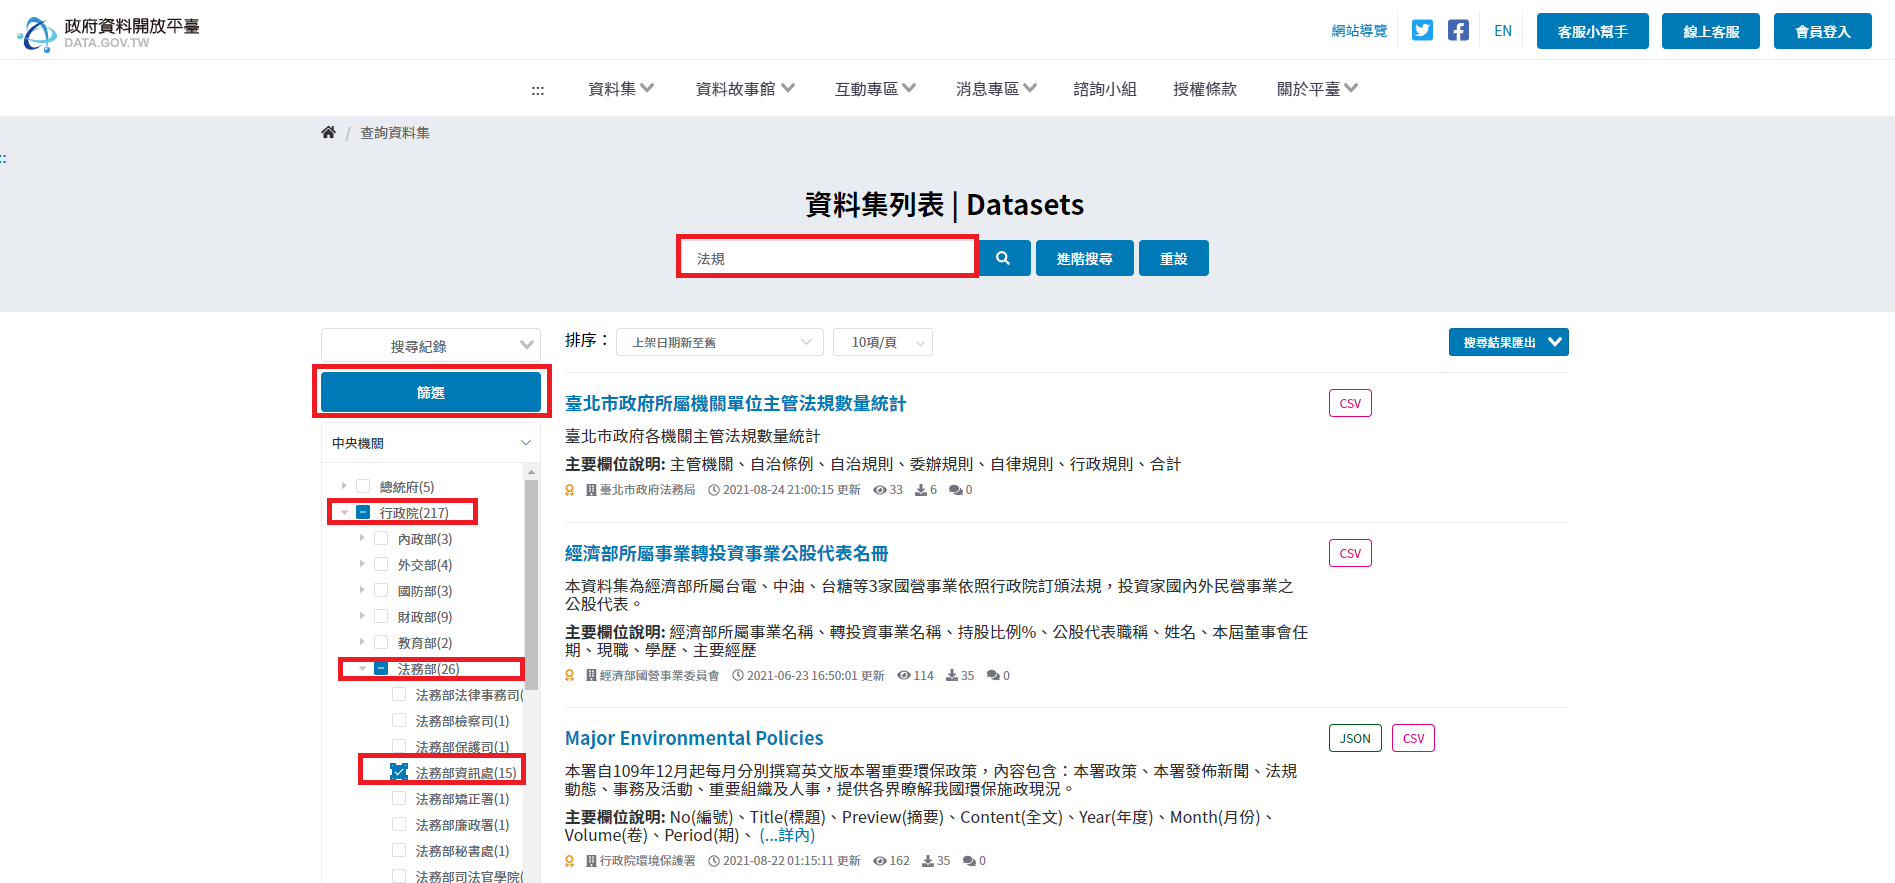 政府資料開放平臺
DATA.GOV.TW
網站導覽
EN
客服小幫手
線上客服
會員登入
:::
資料集
資料故事館
互動專區
消息專區
諮詢小組
授權條款
關於平臺
/ 查詢資料集
::
資料集列表 | Datasets
法規
進階搜尋
重設
搜尋紀錄
篩選
中央機關
總統府(5)
行政院(217)
內政部(3)
外交部(4)
國防部(3)
財政部(9)
教育部(2)
法務部(26)
法務部法律事務司(
法務部檢察司(1)
法務部保護司(1)
法務部資訊處(15)
法務部矯正署(1)
法務部廉政署(1)
法務部秘書處(1)
法務部司法官學院(
排序：
上架日期新至舊
10項/頁
搜尋結果匯出
臺北市政府所屬機關單位主管法規數量統計
CSV
臺北市政府各機關主管法規數量統計
主要欄位說明: 主管機關、自治條例、自治規則、委辦規則、自律規則、行政規則、合計
臺北市政府法務局 2021-08-24 21:00:15 更新 33 6 0
經濟部所屬事業轉投資事業公股代表名冊
CSV
本資料集為經濟部所屬台電、中油、台糖等3家國營事業依照行政院訂頒法規，投資家國內外民營事業之
公股代表。
主要欄位說明: 經濟部所屬事業名稱、轉投資事業名稱、持股比例%、公股代表職稱、姓名、本屆董事會任
期、現職、學歷、主要經歷
經濟部國營事業委員會 2021-06-23 16:50:01 更新 114 35 0
Major Environmental Policies
JSON
CSV
本署自109年12月起每月分別撰寫英文版本署重要環保政策，內容包含：本署政策、本署發佈新聞、法規
動態、事務及活動、重要組織及人事，提供各界瞭解我國環保施政現況。
主要欄位說明: No(編號)、Title(標題)、Preview(摘要)、Content(全文)、Year(年度)、Month(月份)、
Volume(卷)、Period(期)、 (...詳內)
行政院環境保護署 2021-08-22 01:15:11 更新 162 35 0